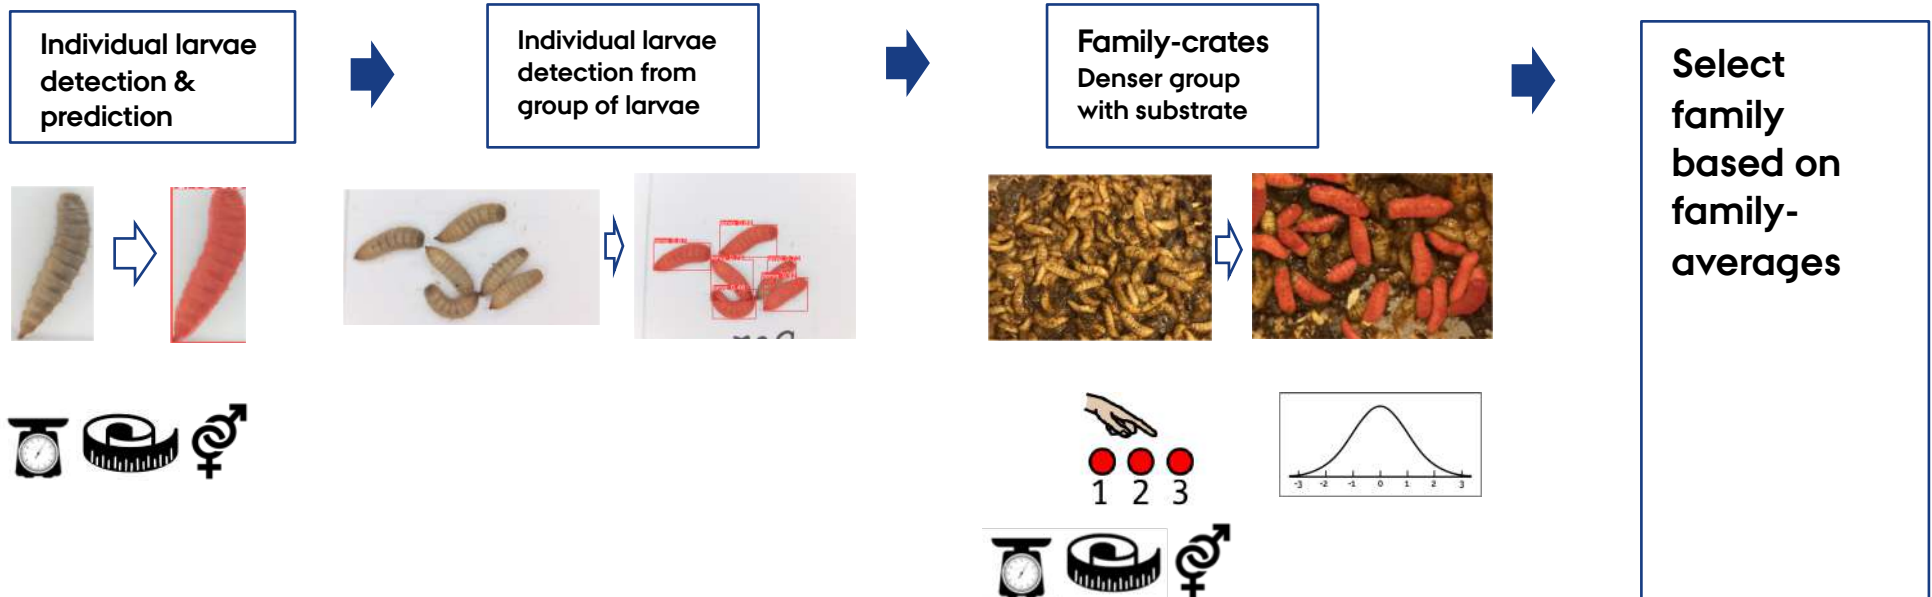 Individual larvae
detection &
prediction
Individual larvae
detection from
group of larvae
Family-crates
Denser group
with substrate
Select
family
based on
family-
averages
1 2 3
-3 -2 -1 0 1 2 3